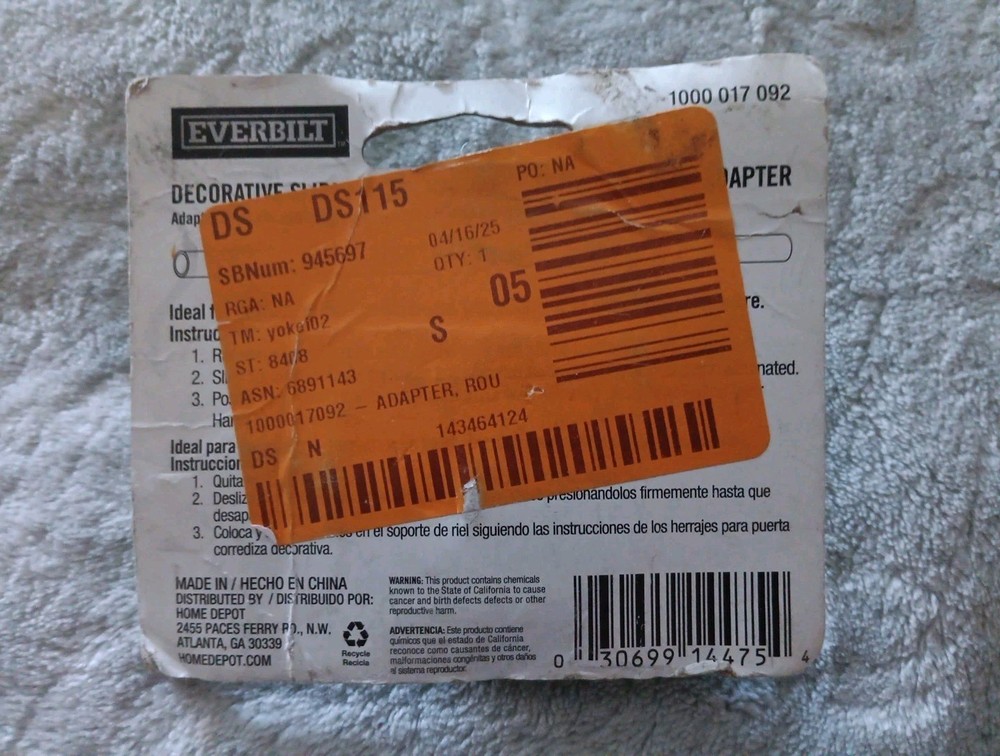 EVERBILT
1000 017 092
DECORATIVE
APTER
Adap
DS DS115
PO: NA
SBNum: 945697
04/16/25
QTY: 1
RGA: NA
05
TM: yokei02
S
ST: 8468
ASN: 6891143
1000017092 – ADAPTER, ROU
143464124
DS N
Ideal f
re.
Instruc
1. R
2. Sl
nated.
3. Po
Har
Ideal para
Instruccion
1. Quita
2. Desliz
presionándolos firmemente hasta que
desap
3. Coloca y
en el soporte de riel siguiendo las instrucciones de los herrajes para puerta
corrediza decorativa.
MADE IN / HECHO EN CHINA
DISTRIBUTED BY / DISTRIBUIDO POR:
HOME DEPOT
2455 PACES FERRY RD., N.W.
ATLANTA, GA 30339
HOMEDEPOT.COM
Recycle
Recicla
WARNING: This product contains chemicals
known to the State of California to cause
cancer and birth defects defects or other
reproductive harm.
ADVERTENCIA: Este producto contiene
químicos que el estado de California
reconoce como causantes de cáncer,
malformaciones congénitas y otros daños
al sistema reproductor.
0 30699 14475 4